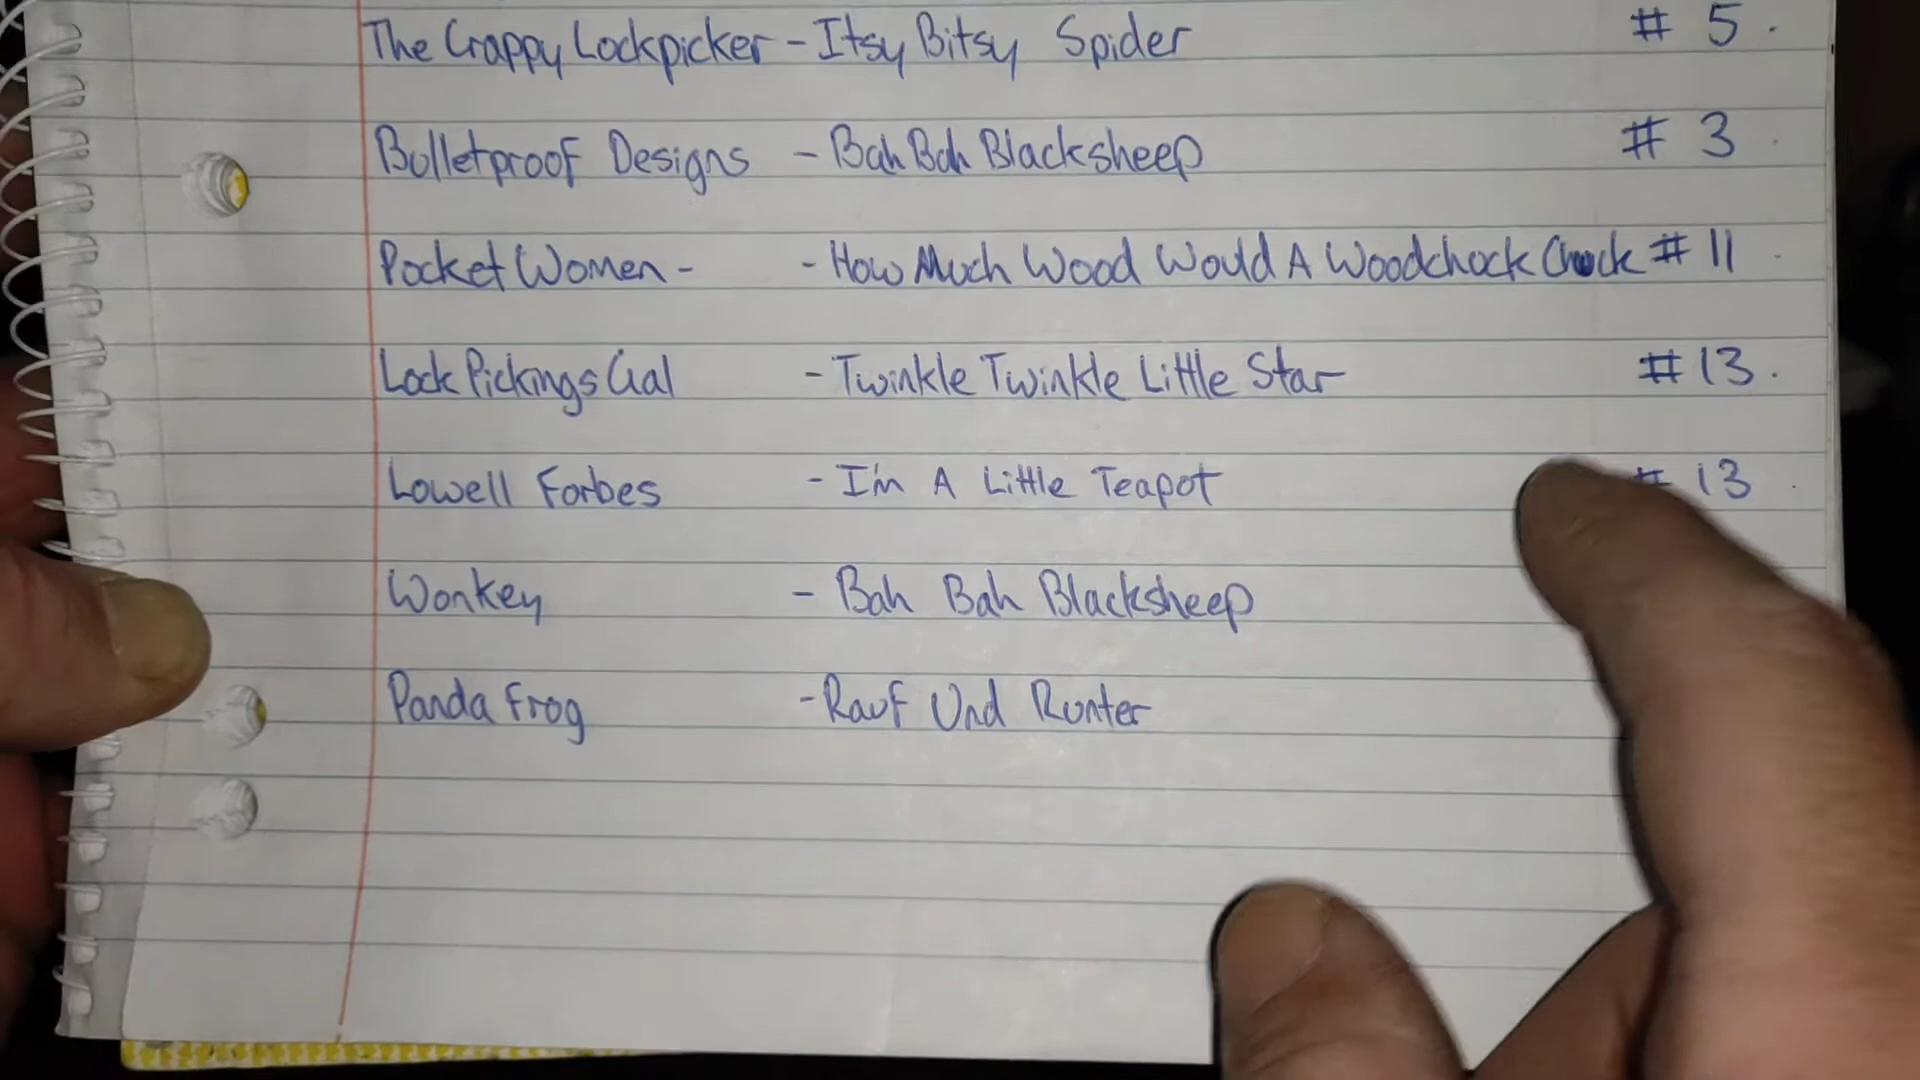 The Crappy Lockpicker - Itsy Bitsy Spider # 5.
Bulletproof Designs - Bah Bah Blacksheep # 3
Pocket Women - - How Much Wood Would A Woodchuck Chuck # 11
Lock Pickings Gal - Twinkle Twinkle Little Star # 13.
Lowell Forbes - I'm A Little Teapot # 13
Wonkey - Bah Bah Blacksheep
Panda Frog - Rauf Und Runter